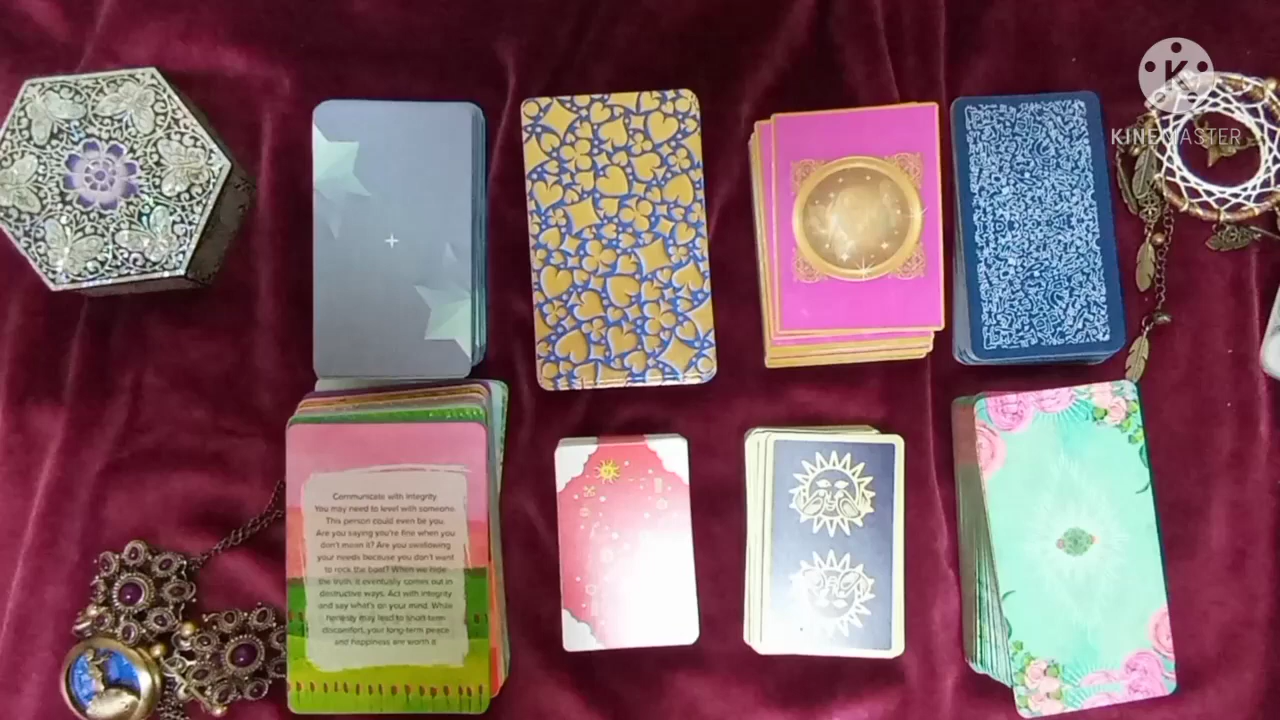 K
KINEMASTER
Communicate with integrity.
You may need to level with someone.
This person could even be you.
Are you saying you're fine when you
don't mean it? Are you swallowing
your needs because you don't want
to rock the boat? When we hide
the truth, it eventually comes out in
destructive ways. Act with integrity
and say what's on your mind. While
honesty may lead to short-term
discomfort, your long-term peace
and happiness are worth it.